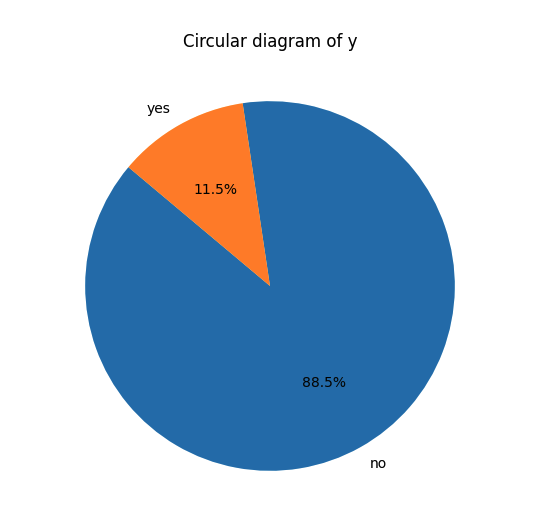 Circular diagram of y
yes
11.5%
88.5%
no